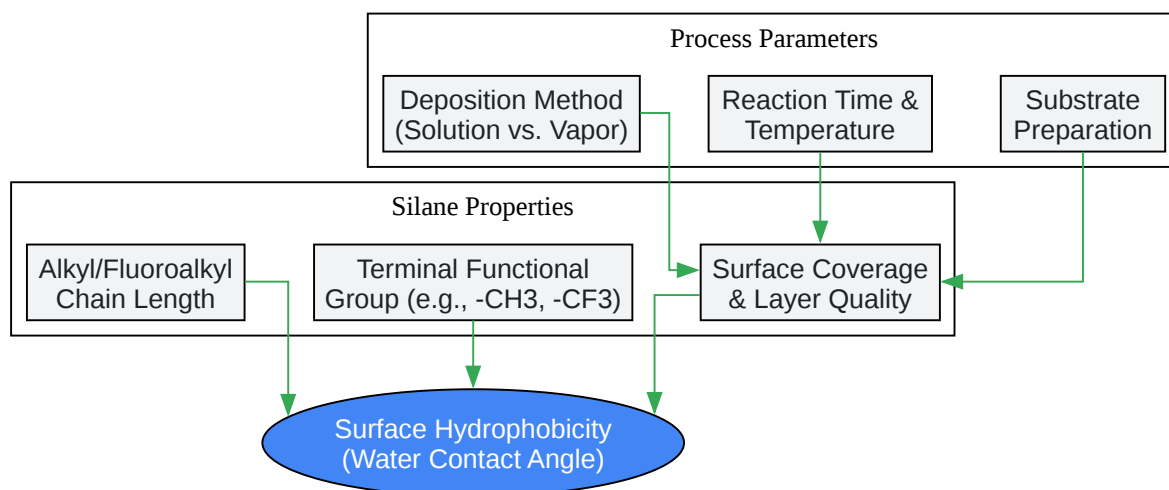 Process Parameters
Deposition Method
(Solution vs. Vapor)
Reaction Time &
Temperature
Substrate
Preparation
Silane Properties
Alkyl/Fluoroalkyl
Chain Length
Terminal Functional
Group (e.g., -CH3, -CF3)
Surface Coverage
& Layer Quality
Surface Hydrophobicity
(Water Contact Angle)